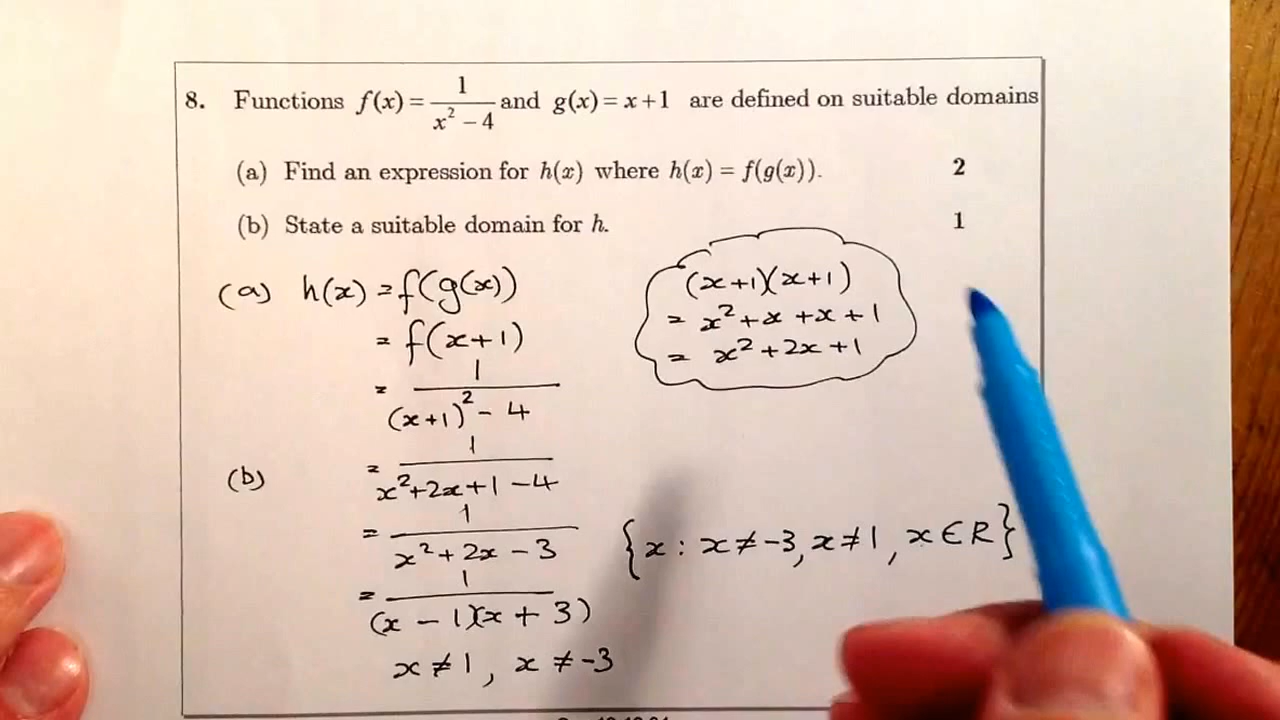 8. Functions f(x) = 1/(x² − 4) and g(x) = x + 1 are defined on suitable domains
(a) Find an expression for h(x) where h(x) = f(g(x)). 2
(b) State a suitable domain for h. 1
(a) h(x) = f(g(x))
= f(x+1)
= 1/((x+1)² − 4)
(b)
= 1/(x²+2x+1−4)
= 1/(x²+2x−3)
= 1/((x−1)(x+3))
x ≠ 1, x ≠ −3
(x+1)(x+1)
= x²+x+x+1
= x²+2x+1
{x : x ≠ −3, x ≠ 1, x ∈ R}